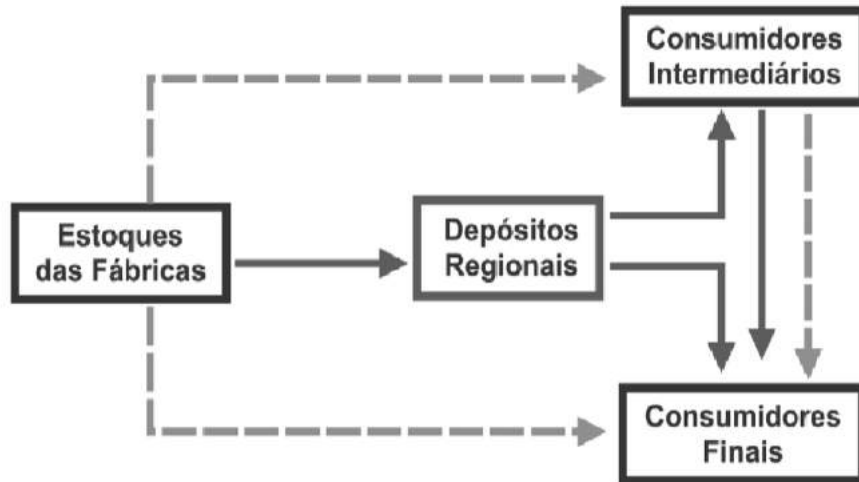 Consumidores
Intermediários
Estoques
das Fábricas
Depósitos
Regionais
Consumidores
Finais